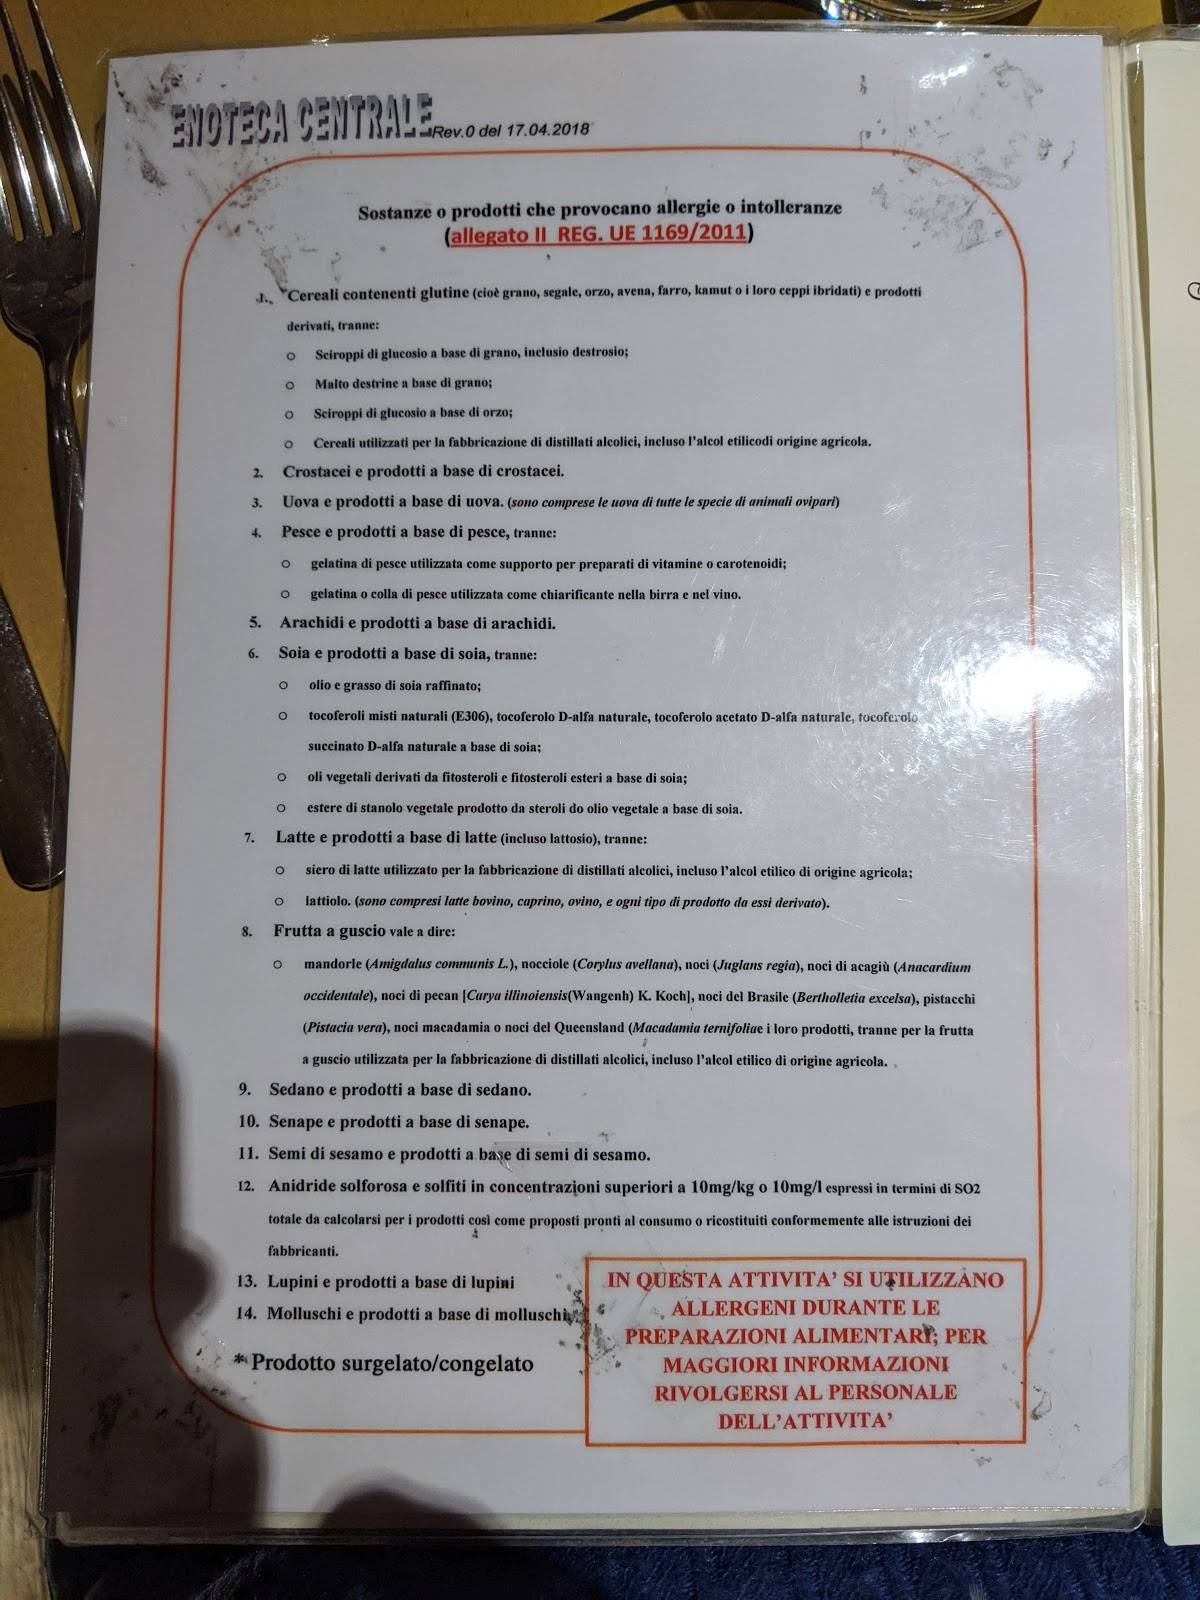 ENOTECA CENTRALE Rev.0 del 17.04.2018
Sostanze o prodotti che provocano allergie o intolleranze
(allegato II REG. UE 1169/2011)
1. Cereali contenenti glutine (cioè grano, segale, orzo, avena, farro, kamut o i loro ceppi ibridati) e prodotti
derivati, tranne:
o Sciroppi di glucosio a base di grano, inclusio destrosio;
o Malto destrine a base di grano;
o Sciroppi di glucosio a base di orzo;
o Cereali utilizzati per la fabbricazione di distillati alcolici, incluso l'alcol etilicodi origine agricola.
2. Crostacei e prodotti a base di crostacei.
3. Uova e prodotti a base di uova. (sono comprese le uova di tutte le specie di animali ovipari)
4. Pesce e prodotti a base di pesce, tranne:
o gelatina di pesce utilizzata come supporto per preparati di vitamine o carotenoidi;
o gelatina o colla di pesce utilizzata come chiarificante nella birra e nel vino.
5. Arachidi e prodotti a base di arachidi.
6. Soia e prodotti a base di soia, tranne:
o olio e grasso di soia raffinato;
o tocoferoli misti naturali (E306), tocoferolo D-alfa naturale, tocoferolo acetato D-alfa naturale, tocoferolo
succinato D-alfa naturale a base di soia;
o oli vegetali derivati da fitosteroli e fitosteroli esteri a base di soia;
o estere di stanolo vegetale prodotto da steroli do olio vegetale a base di soia.
7. Latte e prodotti a base di latte (incluso lattosio), tranne:
o siero di latte utilizzato per la fabbricazione di distillati alcolici, incluso l'alcol etilico di origine agricola;
o lattiolo. (sono compresi latte bovino, caprino, ovino, e ogni tipo di prodotto da essi derivato).
8. Frutta a guscio vale a dire:
o mandorle (Amigdalus communis L.), nocciole (Corylus avellana), noci (Juglans regia), noci di acagiù (Anacardium
occidentale), noci di pecan [Carya illinoiensis(Wangenh) K. Koch], noci del Brasile (Bertholletia excelsa), pistacchi
(Pistacia vera), noci macadamia o noci del Queensland (Macadamia ternifoliae i loro prodotti, tranne per la frutta
a guscio utilizzata per la fabbricazione di distillati alcolici, incluso l'alcol etilico di origine agricola.
9. Sedano e prodotti a base di sedano.
10. Senape e prodotti a base di senape.
11. Semi di sesamo e prodotti a base di semi di sesamo.
12. Anidride solforosa e solfiti in concentrazioni superiori a 10mg/kg o 10mg/l espressi in termini di SO2
totale da calcolarsi per i prodotti così come proposti pronti al consumo o ricostituiti conformemente alle istruzioni dei
fabbricanti.
13. Lupini e prodotti a base di lupini
14. Molluschi e prodotti a base di molluschi.
* Prodotto surgelato/congelato
IN QUESTA ATTIVITA' SI UTILIZZANO
ALLERGENI DURANTE LE
PREPARAZIONI ALIMENTARI; PER
MAGGIORI INFORMAZIONI
RIVOLGERSI AL PERSONALE
DELL'ATTIVITA'